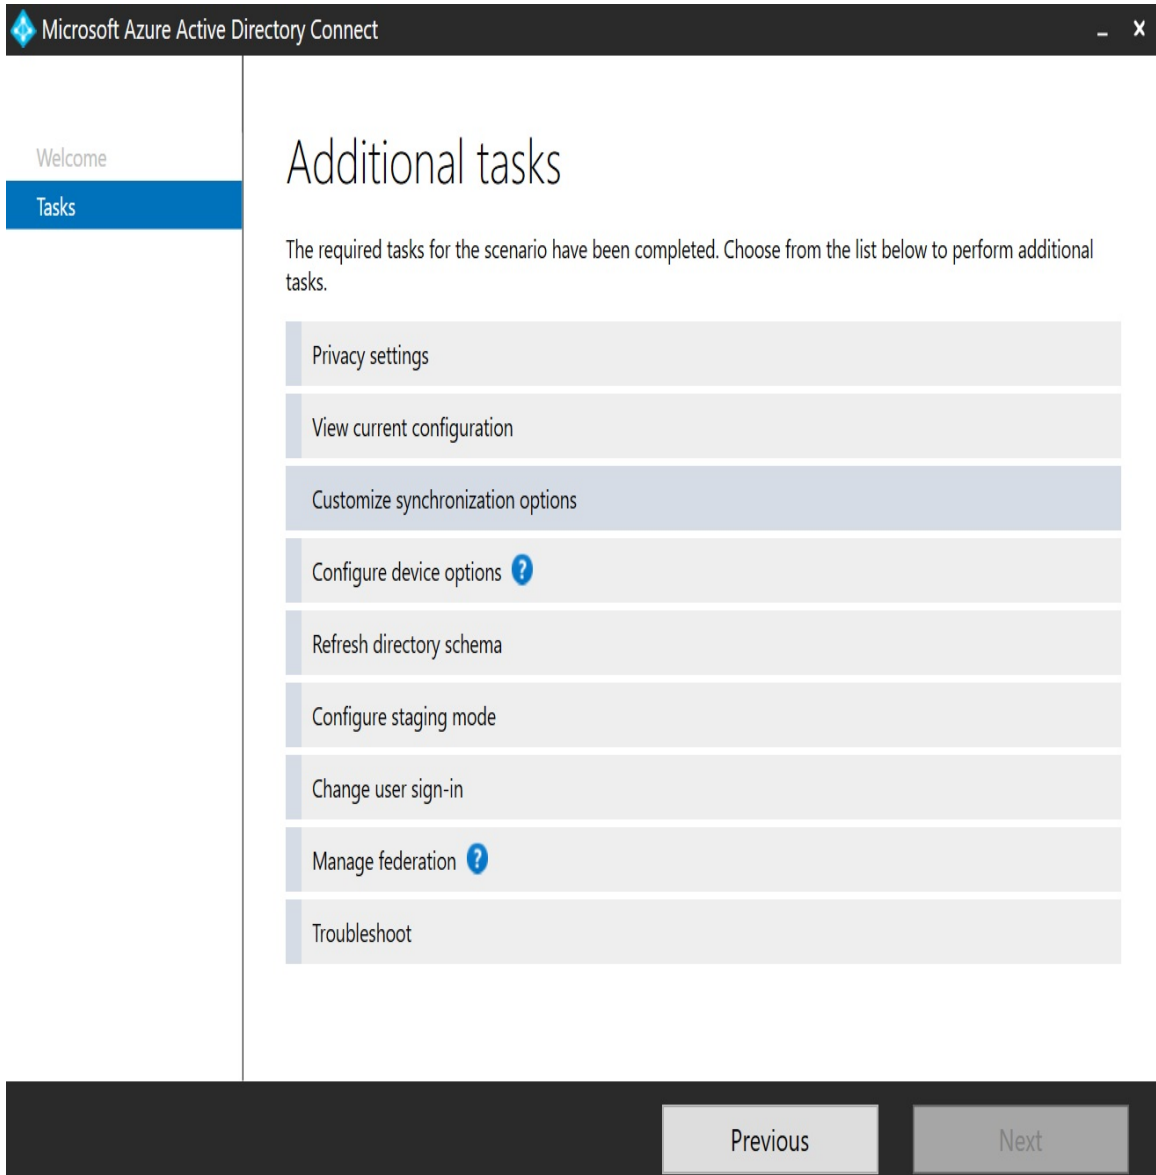 Microsoft Azure Active Directory Connect
Welcome
Tasks
Additional tasks
The required tasks for the scenario have been completed. Choose from the list below to perform additional
tasks.
Privacy settings
View current configuration
Customize synchronization options
Configure device options ?
Refresh directory schema
Configure staging mode
Change user sign-in
Manage federation ?
Troubleshoot
Previous
Next